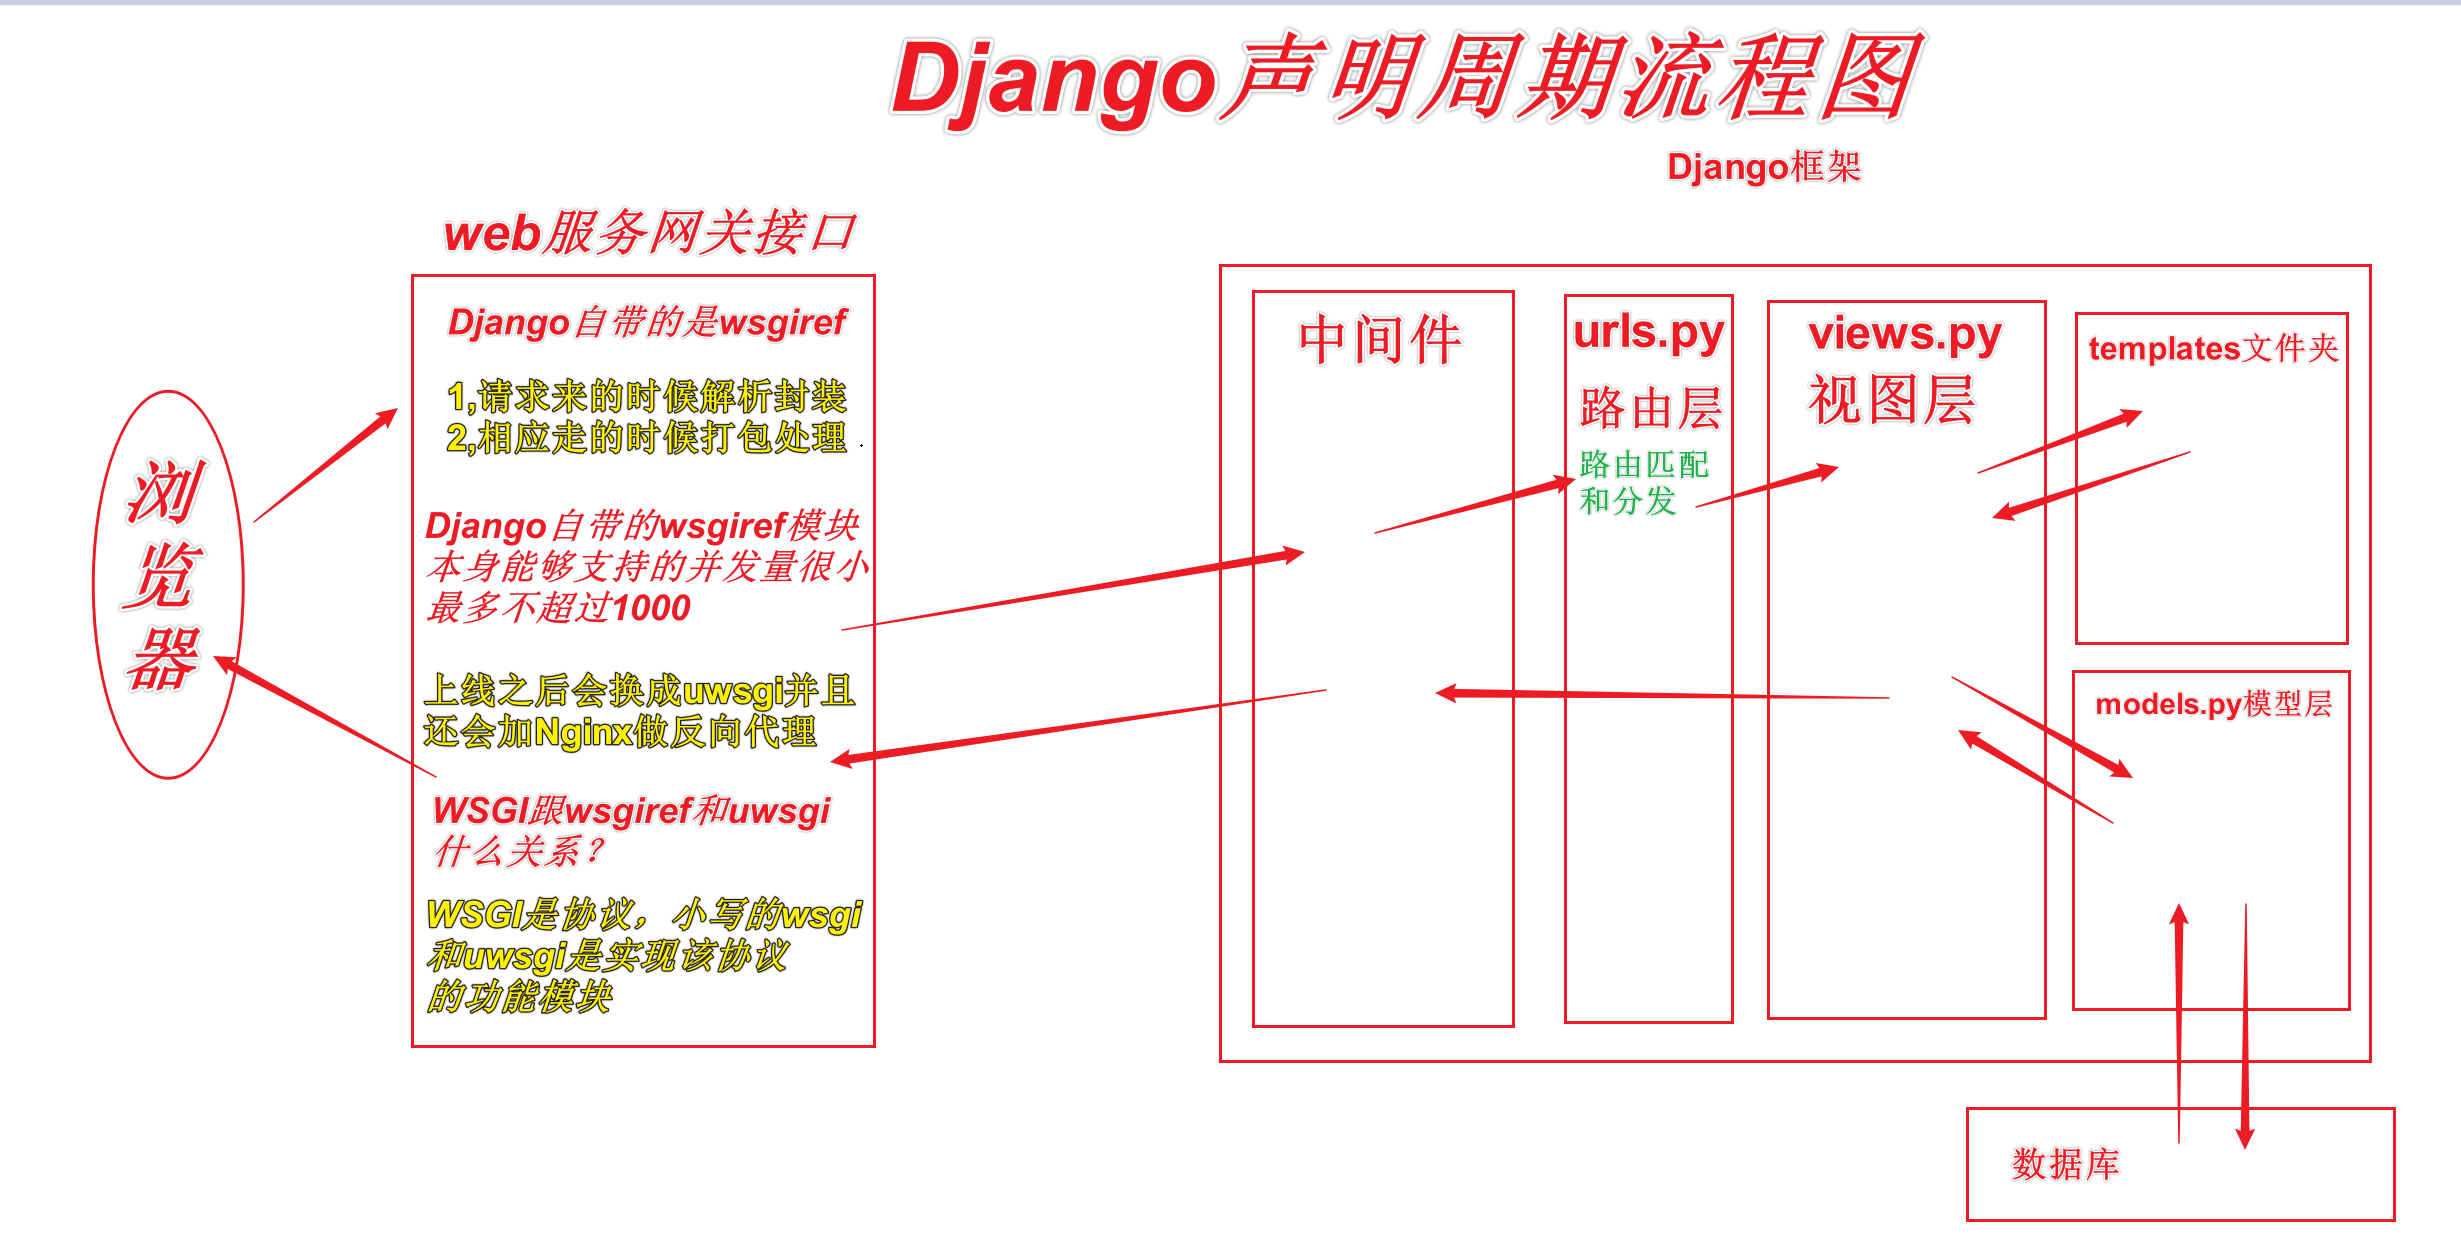 Django声明周期流程图
Django框架
web服务网关接口
Django自带的是wsgiref
1,请求来的时候解析封装
2,相应走的时候打包处理
Django自带的wsgiref模块
本身能够支持的并发量很小
最多不超过1000
上线之后会换成uwsgi并且
还会加Nginx做反向代理
WSGI跟wsgiref和uwsgi
什么关系?
WSGI是协议，小写的wsgi
和uwsgi是实现该协议
的功能模块
浏
览
器
中间件
urls.py
路由层
路由匹配
和分发
views.py
视图层
templates文件夹
models.py模型层
数据库